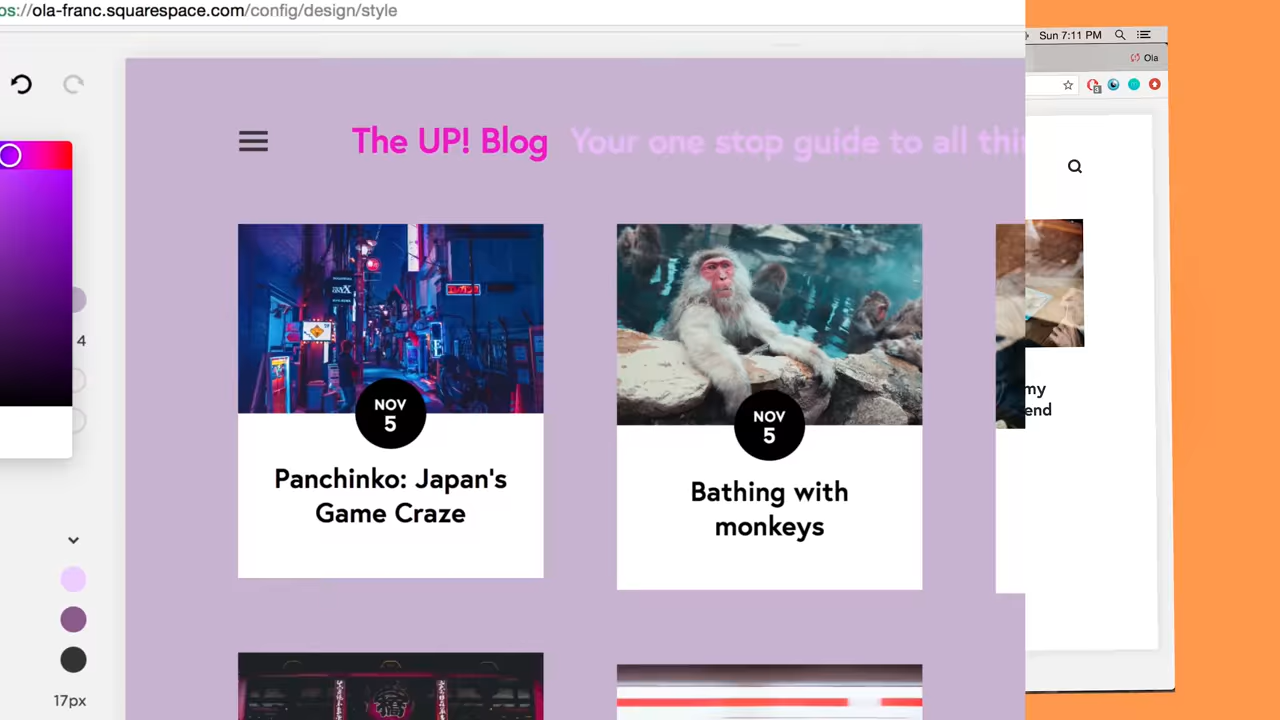 os://ola-franc.squarespace.com/config/design/style
Sun 7:11 PM
Ola
The UP! Blog Your one stop guide to all thi
4
NOV
5
Panchinko: Japan's
Game Craze
NOV
5
Bathing with
monkeys
my
end
17px